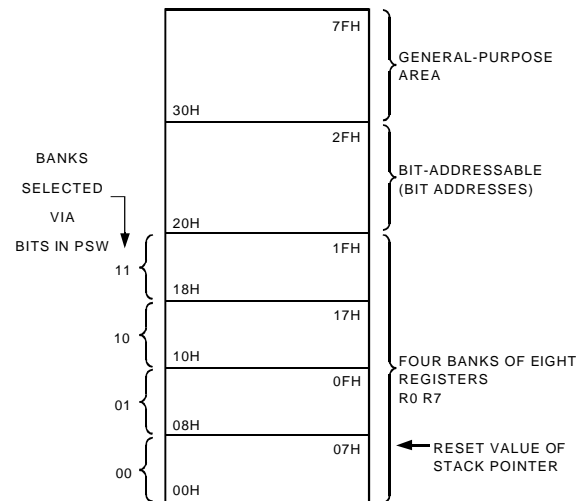 7FH
GENERAL-PURPOSE
AREA
30H
2FH
BANKS
SELECTED
VIA
BITS IN PSW
BIT-ADDRESSABLE
(BIT ADDRESSES)
20H
1FH
11
18H
17H
10
10H
FOUR BANKS OF EIGHT
REGISTERS
R0 R7
0FH
01
08H
07H
RESET VALUE OF
STACK POINTER
00
00H